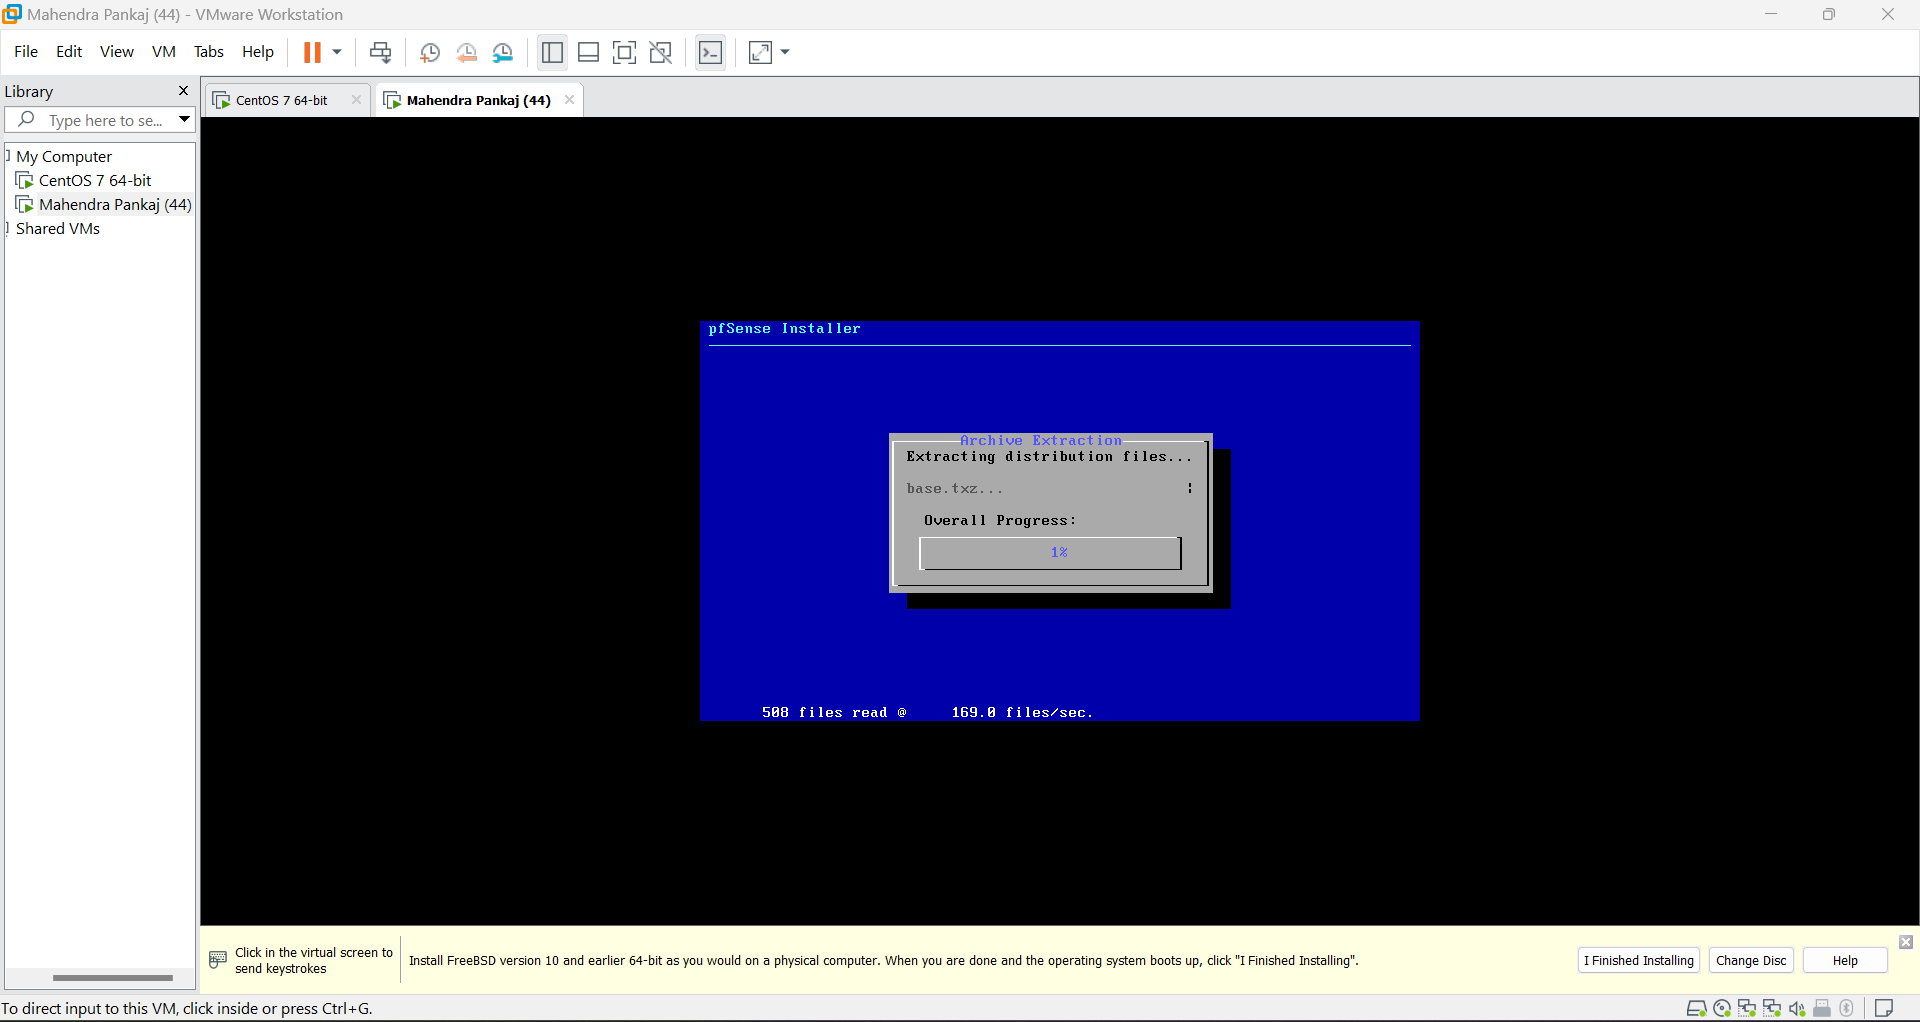 Mahendra Pankaj (44) - VMware Workstation
File Edit View VM Tabs Help
Library
CentOS 7 64-bit
Mahendra Pankaj (44)
Type here to se...
My Computer
CentOS 7 64-bit
Mahendra Pankaj (44)
Shared VMs
pfSense Installer
Archive Extraction
Extracting distribution files...
base.txz...
Overall Progress:
1%
508 files read @ 169.0 files/sec.
Click in the virtual screen to
send keystrokes
Install FreeBSD version 10 and earlier 64-bit as you would on a physical computer. When you are done and the operating system boots up, click "I Finished Installing".
I Finished Installing
Change Disc
Help
To direct input to this VM, click inside or press Ctrl+G.